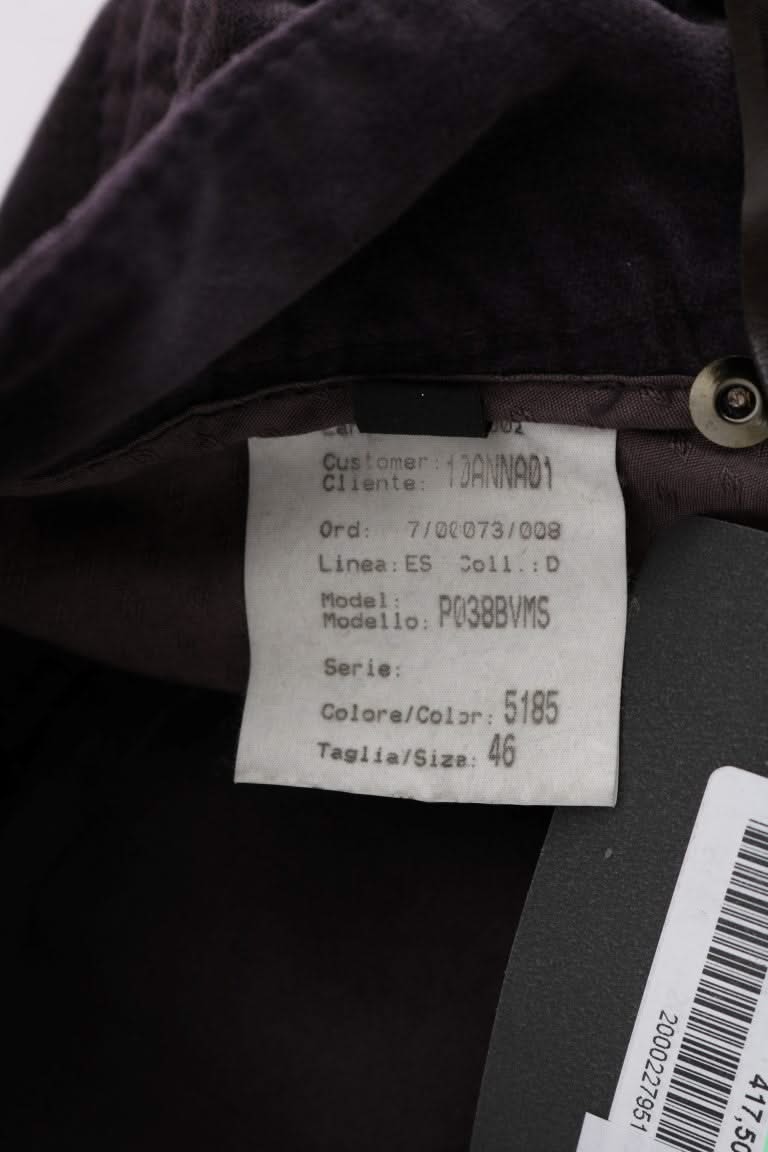 Customer:
Cliente: 10ANNA01
Ord: 7/00073/008
Linea: ES Coll.: D
Model:
Modello: P038BVMS
Serie:
Colore/Color: 5185
Taglia/Size: 46
2000227951
417,50